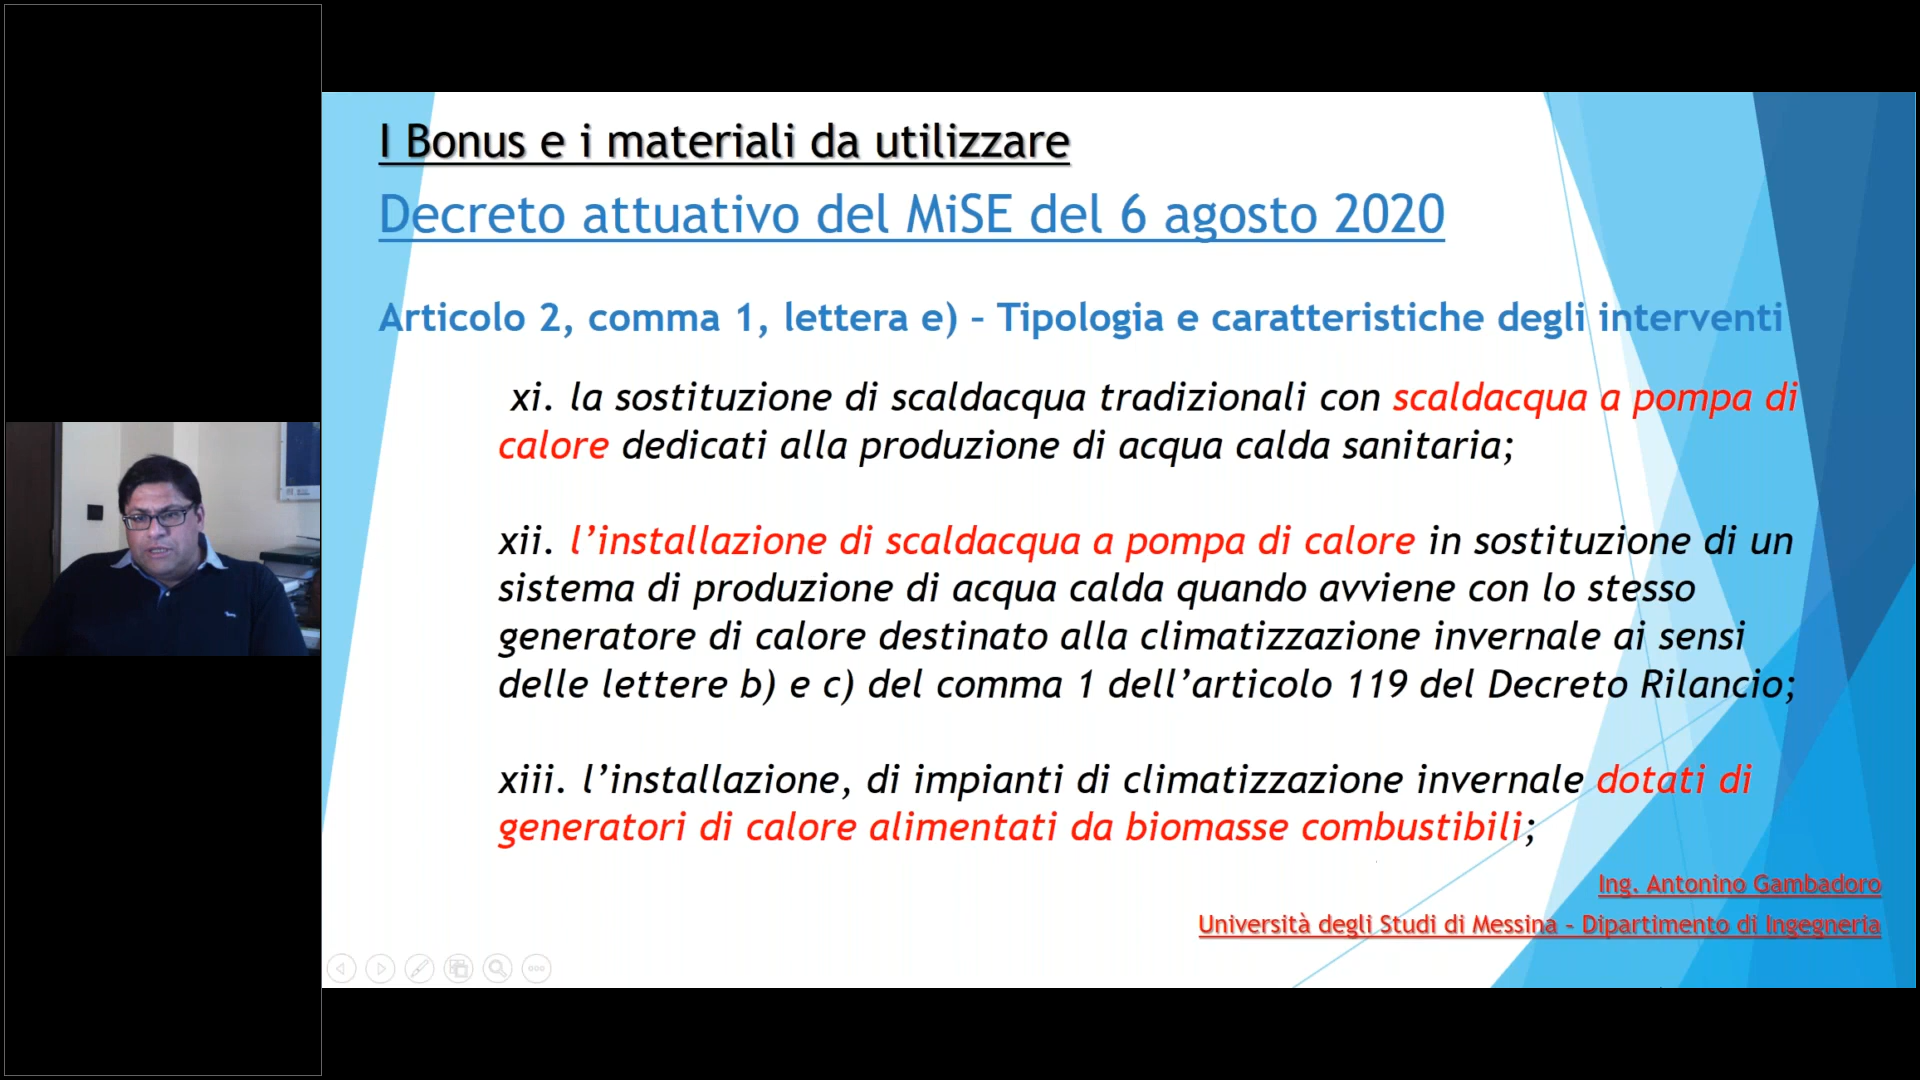 I Bonus e i materiali da utilizzare
Decreto attuativo del MiSE del 6 agosto 2020
Articolo 2, comma 1, lettera e) – Tipologia e caratteristiche degli interventi
xi. la sostituzione di scaldacqua tradizionali con scaldacqua a pompa di
calore dedicati alla produzione di acqua calda sanitaria;
xii. l’installazione di scaldacqua a pompa di calore in sostituzione di un
sistema di produzione di acqua calda quando avviene con lo stesso
generatore di calore destinato alla climatizzazione invernale ai sensi
delle lettere b) e c) del comma 1 dell’articolo 119 del Decreto Rilancio;
xiii. l’installazione, di impianti di climatizzazione invernale dotati di
generatori di calore alimentati da biomasse combustibili;
Ing. Antonino Gambadoro
Università degli Studi di Messina – Dipartimento di Ingegneria